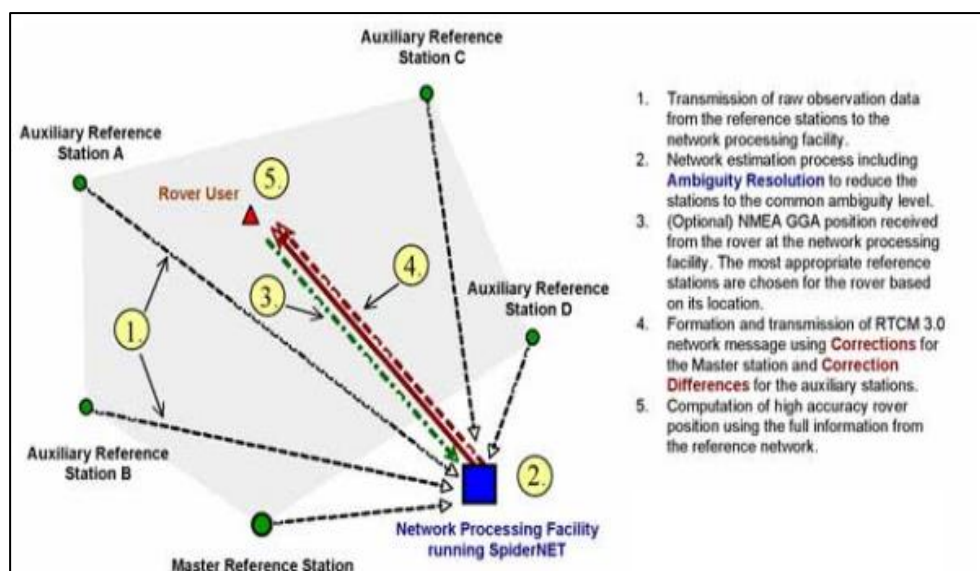 Auxiliary Reference
Station C
Auxiliary Reference
Station A
5.
Rover User
4.
3.
Auxiliary Reference
Station D
1.
Auxiliary Reference
Station B
2.
Network Processing Facility
running SpiderNET
Master Reference Station
1. Transmission of raw observation data
from the reference stations to the
network processing facility.
2. Network estimation process including
Ambiguity Resolution to reduce the
stations to the common ambiguity level.
3. (Optional) NMEA GGA position received
from the rover at the network processing
facility. The most appropriate reference
stations are chosen for the rover based
on its location.
4. Formation and transmission of RTCM 3.0
network message using Corrections for
the Master station and Correction
Differences for the auxiliary stations.
5. Computation of high accuracy rover
position using the full information from
the reference network.